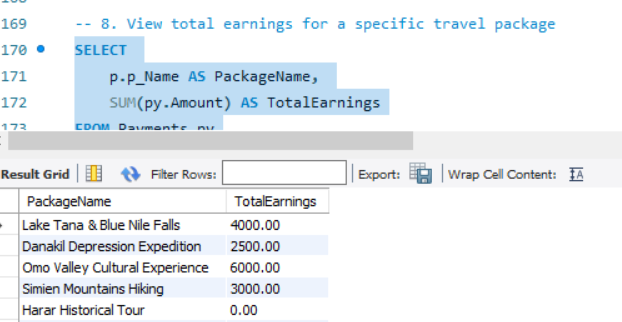 169 -- 8. View total earnings for a specific travel package
170 SELECT
171 p.p_Name AS PackageName,
172 SUM(py.Amount) AS TotalEarnings
173 FROM Payments py
Result Grid Filter Rows: Export: Wrap Cell Content: IA
PackageName TotalEarnings
Lake Tana & Blue Nile Falls 4000.00
Danakil Depression Expedition 2500.00
Omo Valley Cultural Experience 6000.00
Simien Mountains Hiking 3000.00
Harar Historical Tour 0.00